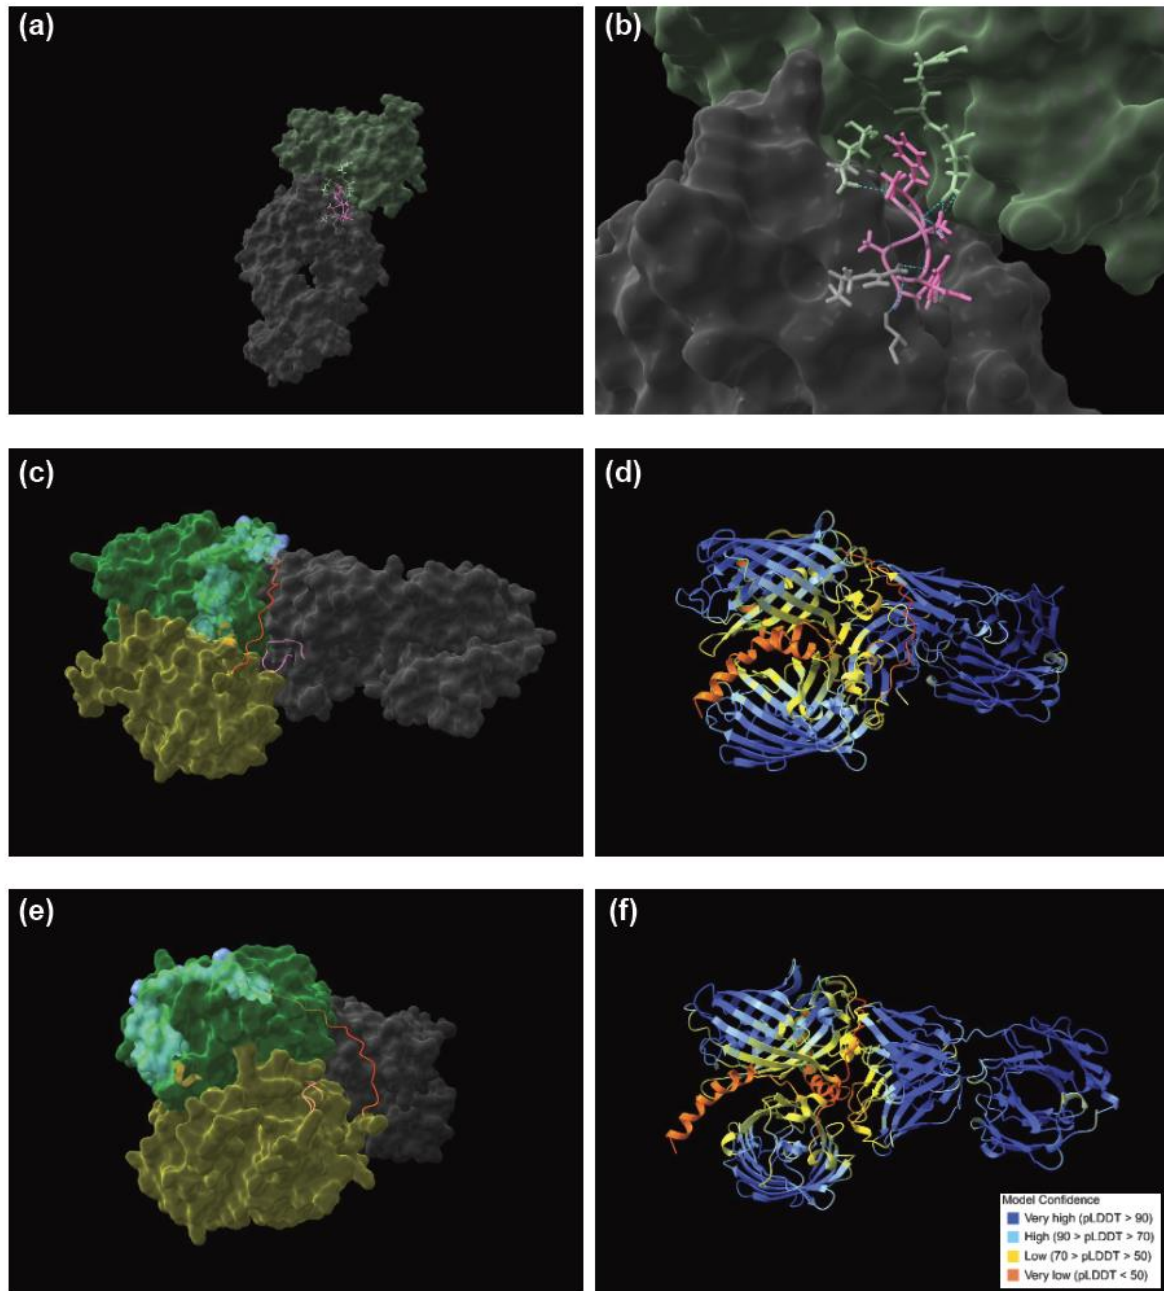 (a)
(b)
(c)
(d)
(e)
(f)
Model Confidence
Very high (pLDDT > 90)
High (90 > pLDDT > 70)
Low (70 > pLDDT > 50)
Very low (pLDDT < 50)